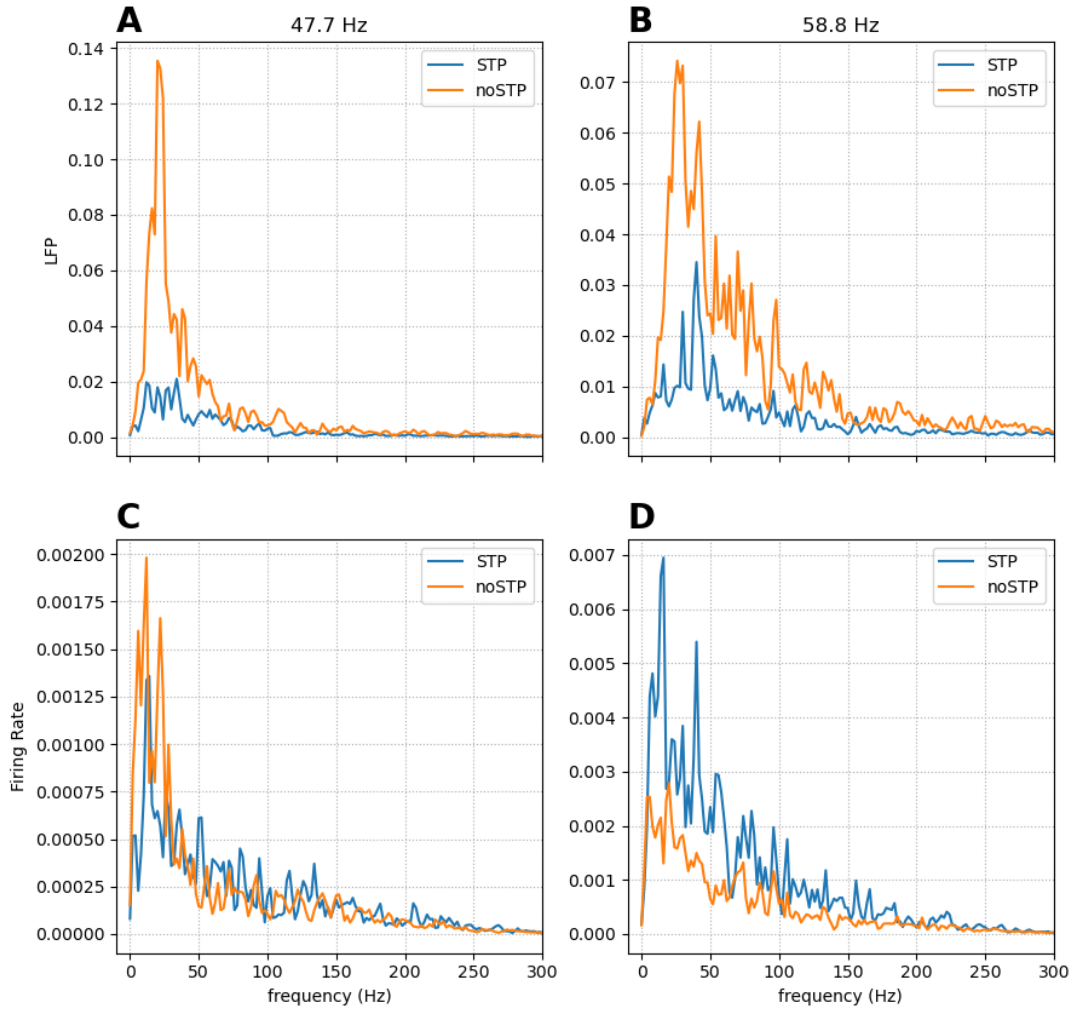 A
47.7 Hz
B
58.8 Hz
0.14
0.12
0.10
0.08
0.06
0.04
0.02
0.00
LFP
STP
noSTP
0.07
0.06
0.05
0.04
0.03
0.02
0.01
0.00
STP
noSTP
C
D
0.00200
0.00175
0.00150
0.00125
0.00100
0.00075
0.00050
0.00025
0.00000
Firing Rate
STP
noSTP
0 50 100 150 200 250 300
frequency (Hz)
0.007
0.006
0.005
0.004
0.003
0.002
0.001
0.000
STP
noSTP
0 50 100 150 200 250 300
frequency (Hz)